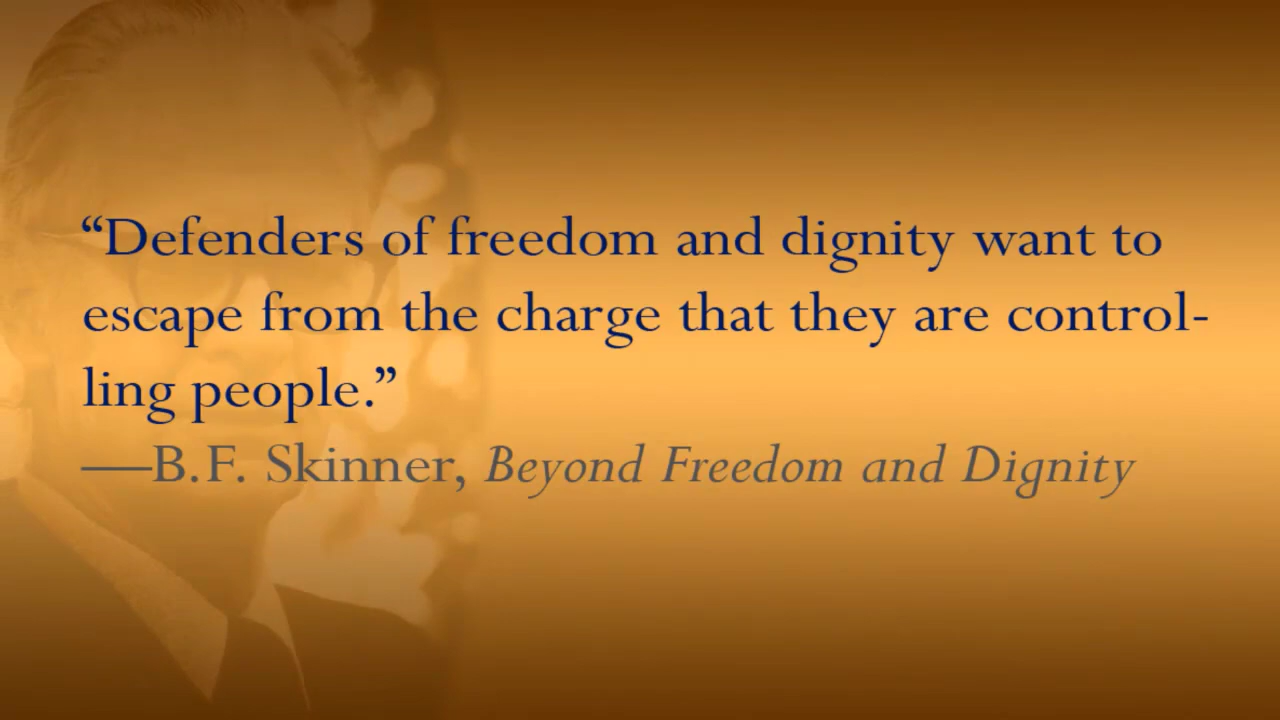 “Defenders of freedom and dignity want to
escape from the charge that they are control-
ling people.”
—B.F. Skinner, Beyond Freedom and Dignity